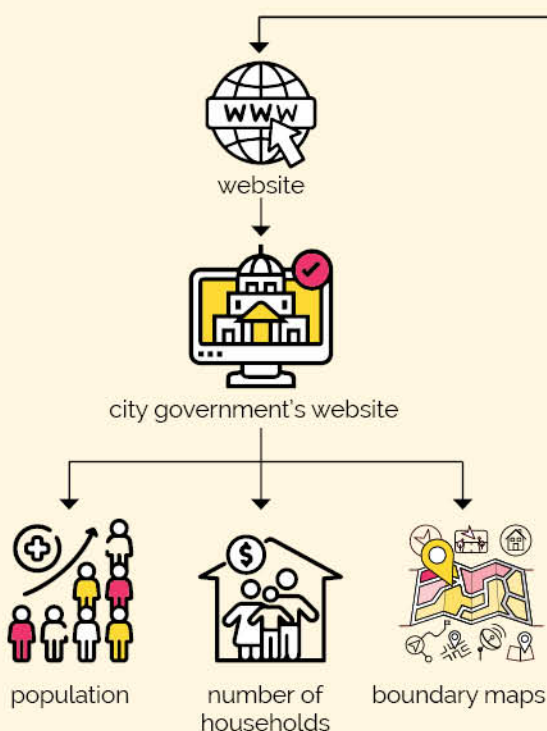 WWW
website
city government's website
population
number of
households
boundary maps
$